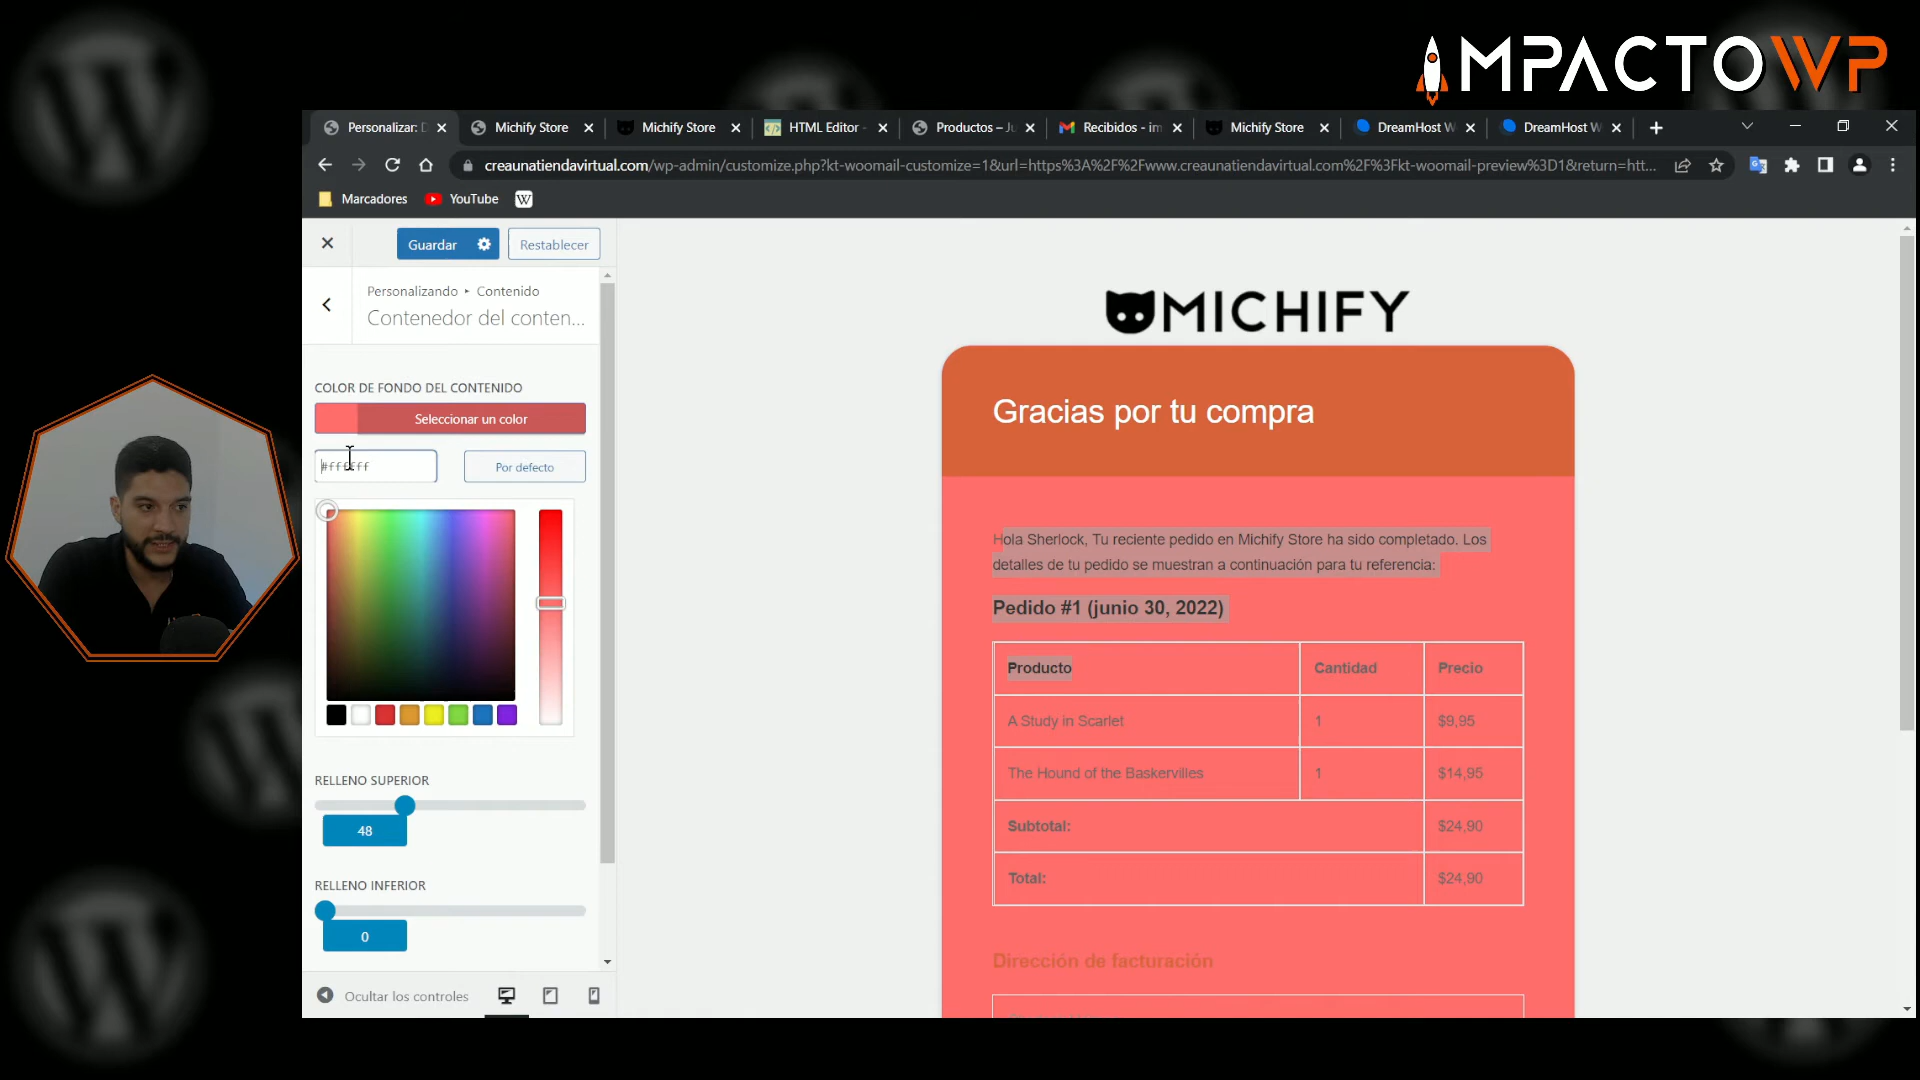 IMPACTOWP
Personalizar: D
Michify Store
Michify Store
HTML Editor -
Productos – Ju
Recibidos - im
Michify Store
DreamHost W
DreamHost W
creaunatiendavirtual.com/wp-admin/customize.php?kt-woomail-customize=1&url=https%3A%2F%2Fwww.creaunatiendavirtual.com%2F%3Fkt-woomail-preview%3D1&return=htt...
Marcadores
YouTube
W
Guardar
Restablecer
Personalizando ▸ Contenido
Contenedor del conten...
COLOR DE FONDO DEL CONTENIDO
Seleccionar un color
#ffffff
Por defecto
RELLENO SUPERIOR
48
RELLENO INFERIOR
0
Ocultar los controles
MICHIFY
Gracias por tu compra
Hola Sherlock, Tu reciente pedido en Michify Store ha sido completado. Los
detalles de tu pedido se muestran a continuación para tu referencia:
Pedido #1 (junio 30, 2022)
Producto Cantidad Precio
A Study in Scarlet 1 $9,95
The Hound of the Baskervilles 1 $14,95
Subtotal: $24,90
Total: $24,90
Dirección de facturación